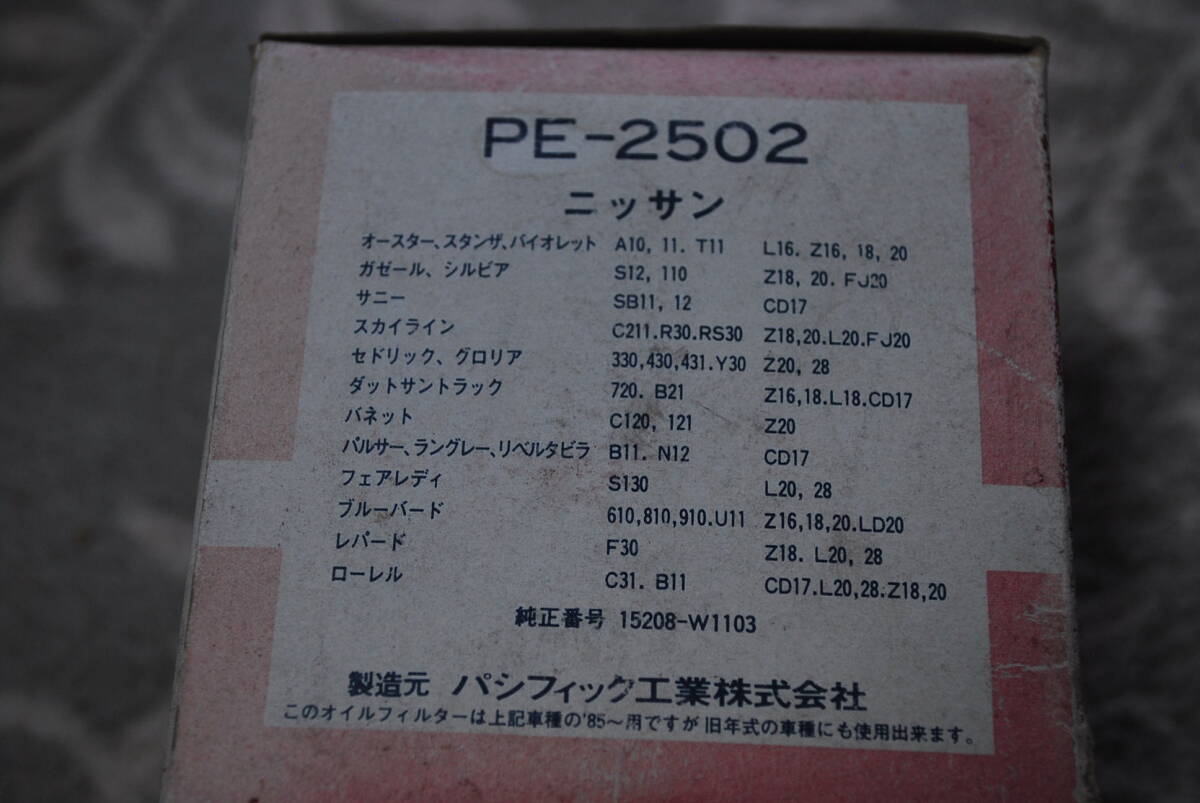 PE-2502
ニッサン
オースター、スタンザ、バイオレット A10, 11. T11 L16. Z16, 18, 20
ガゼール、シルビア S12, 110 Z18, 20. FJ20
サニー SB11, 12 CD17
スカイライン C211.R30.RS30 Z18,20.L20.FJ20
セドリック、グロリア 330,430,431.Y30 Z20, 28
ダットサントラック 720. B21 Z16,18.L18.CD17
バネット C120, 121 Z20
パルサー、ラングレー、リベルタビラ B11. N12 CD17
フェアレディ S130 L20, 28
ブルーバード 610,810,910.U11 Z16,18,20.LD20
レパード F30 Z18. L20, 28
ローレル C31. B11 CD17.L20,28.Z18,20
純正番号 15208-W1103
製造元 パシフィック工業株式会社
このオイルフィルターは上記車種の'85〜用ですが旧年式の車種にも使用出来ます。